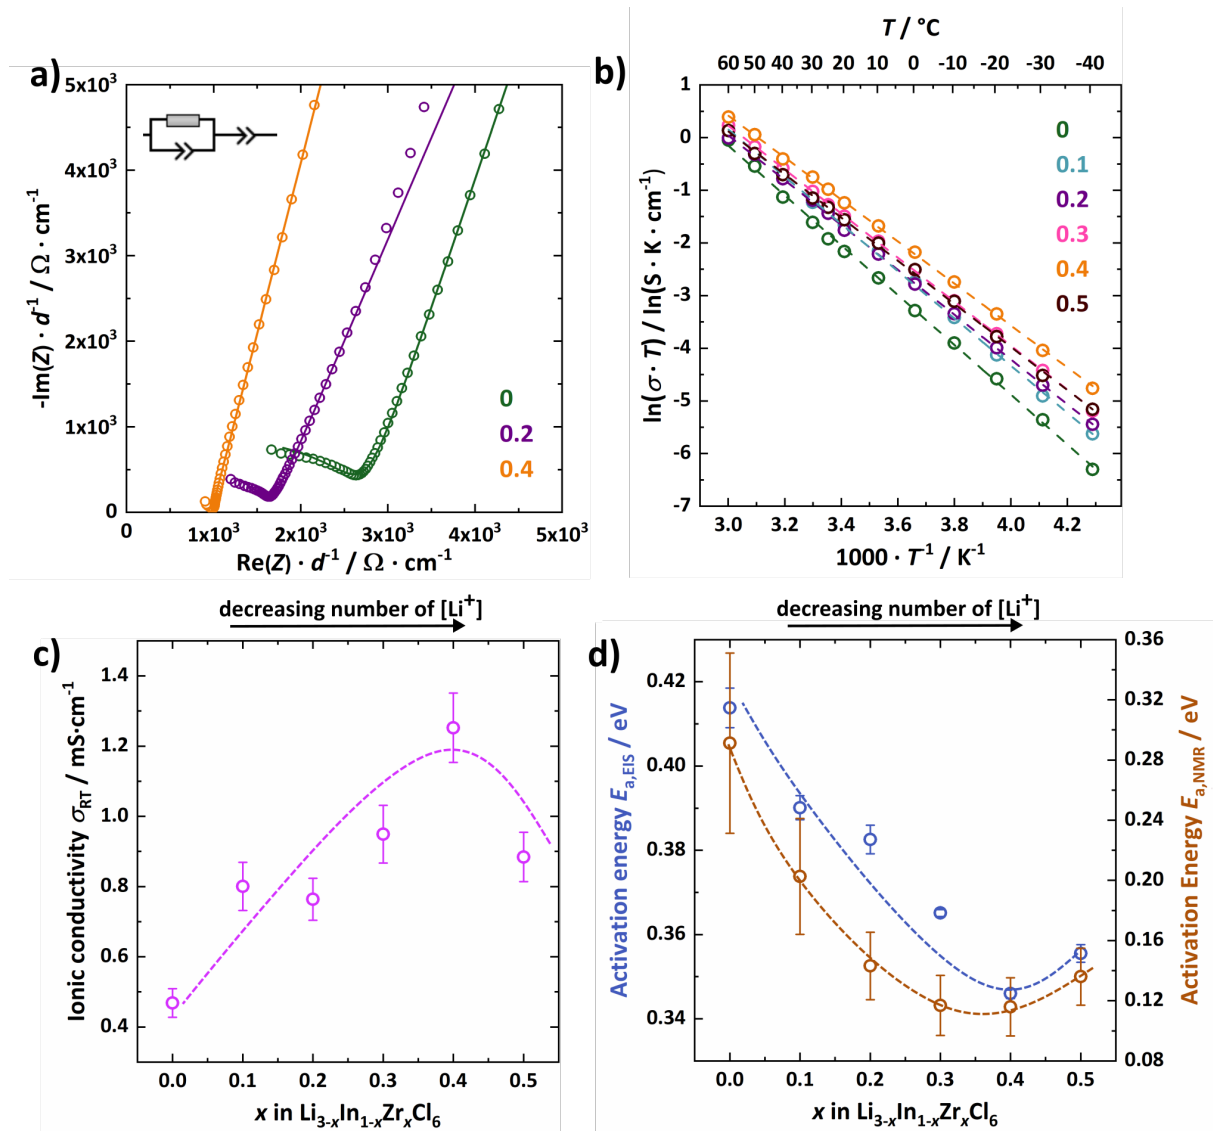 a)
-Im(Z) · d⁻¹ / Ω · cm⁻¹
5x10³
4x10³
3x10³
2x10³
1x10³
0
0
0.2
0.4
0 1x10³ 2x10³ 3x10³ 4x10³ 5x10³
Re(Z) · d⁻¹ / Ω · cm⁻¹
b)
T / °C
60 50 40 30 20 10 0 -10 -20 -30 -40
ln(σ · T) / ln(S · K · cm⁻¹)
1
0
-1
-2
-3
-4
-5
-6
-7
0
0.1
0.2
0.3
0.4
0.5
3.0 3.2 3.4 3.6 3.8 4.0 4.2
1000 · T⁻¹ / K⁻¹
c)
decreasing number of [Li⁺]
Ionic conductivity σRT / mS·cm⁻¹
1.4
1.2
1.0
0.8
0.6
0.4
0.0 0.1 0.2 0.3 0.4 0.5
x in Li₃₋ₓIn₁₋ₓZrₓCl₆
d)
decreasing number of [Li⁺]
Activation energy Ea,EIS / eV
0.42
0.40
0.38
0.36
0.34
0.36
0.32
0.28
0.24
0.20
0.16
0.12
0.08
Activation Energy Ea,NMR / eV
0.0 0.1 0.2 0.3 0.4 0.5
x in Li₃₋ₓIn₁₋ₓZrₓCl₆